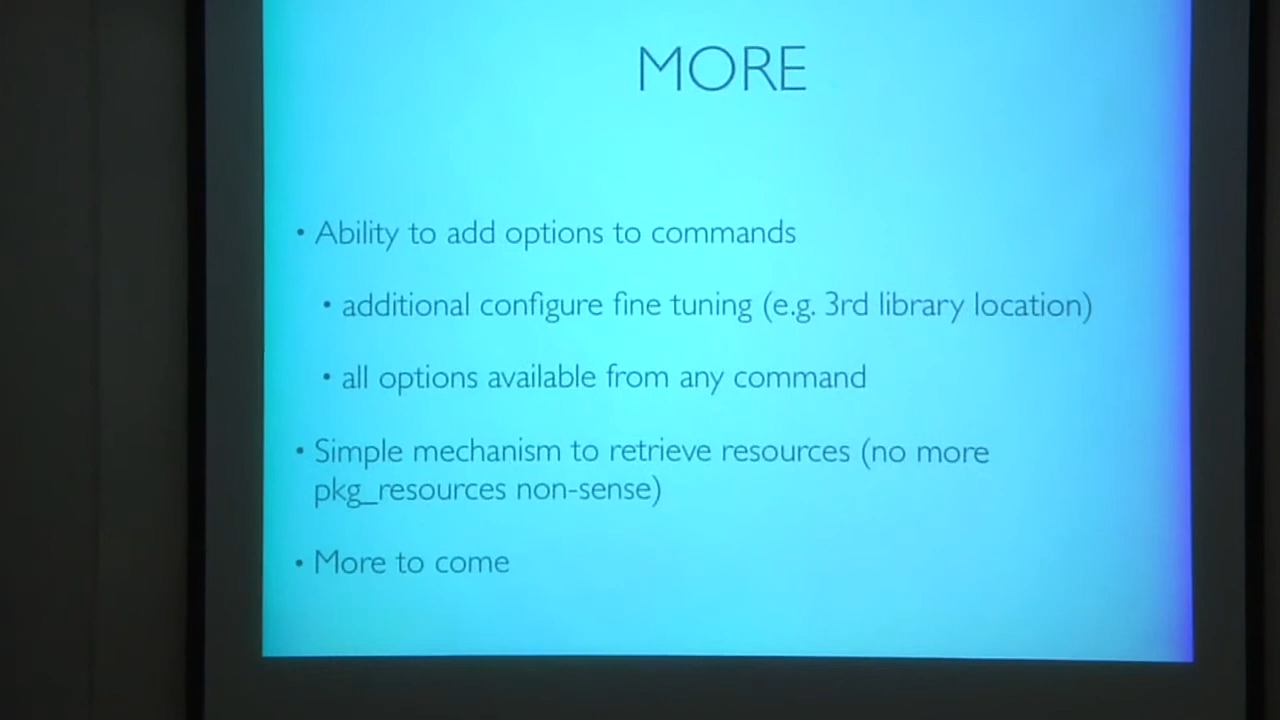 MORE
• Ability to add options to commands
• additional configure fine tuning (e.g. 3rd library location)
• all options available from any command
• Simple mechanism to retrieve resources (no more
pkg_resources non-sense)
• More to come